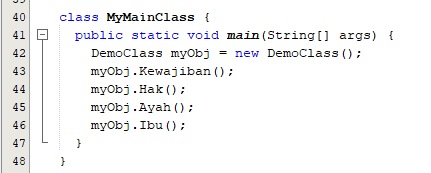 40 class MyMainClass {
41 public static void main(String[] args) {
42 DemoClass myObj = new DemoClass();
43 myObj.Kewajiban();
44 myObj.Hak();
45 myObj.Ayah();
46 myObj.Ibu();
47 }
48 }